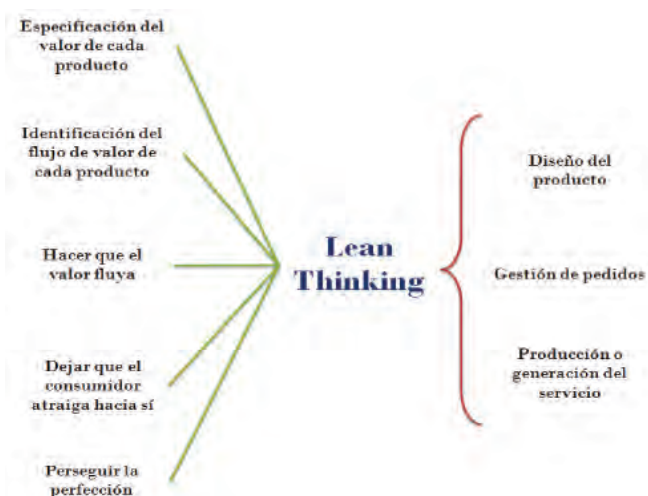 Especificación del
valor de cada
producto
Identificación del
flujo de valor de
cada producto
Hacer que el
valor fluya
Dejar que el
consumidor
atraiga hacia sí
Perseguir la
perfección
Lean
Thinking
Diseño del
producto
Gestión de pedidos
Producción o
generación del
servicio